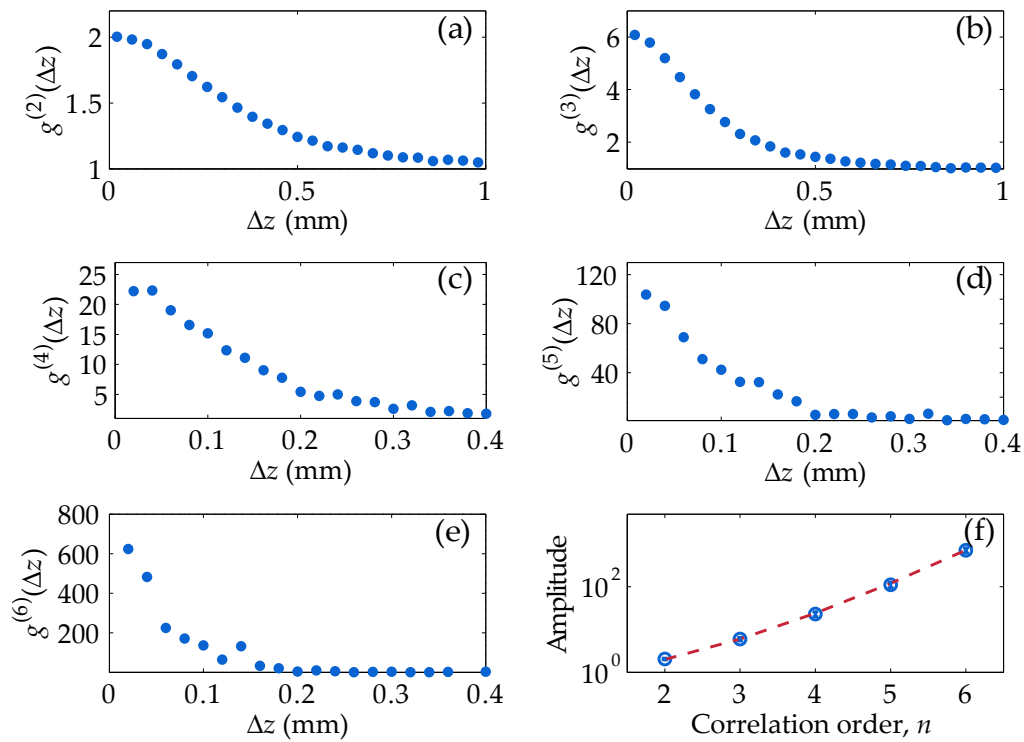 (a)
g^(2)(Δz)
2
1.5
1
0
0.5
1
Δz (mm)
(b)
g^(3)(Δz)
6
4
2
0
0.5
1
Δz (mm)
(c)
g^(4)(Δz)
25
20
15
10
5
0
0.1
0.2
0.3
0.4
Δz (mm)
(d)
g^(5)(Δz)
120
80
40
0
0.1
0.2
0.3
0.4
Δz (mm)
(e)
g^(6)(Δz)
800
600
400
200
0
0.1
0.2
0.3
0.4
Δz (mm)
(f)
Amplitude
10^2
10^0
2
3
4
5
6
Correlation order, n